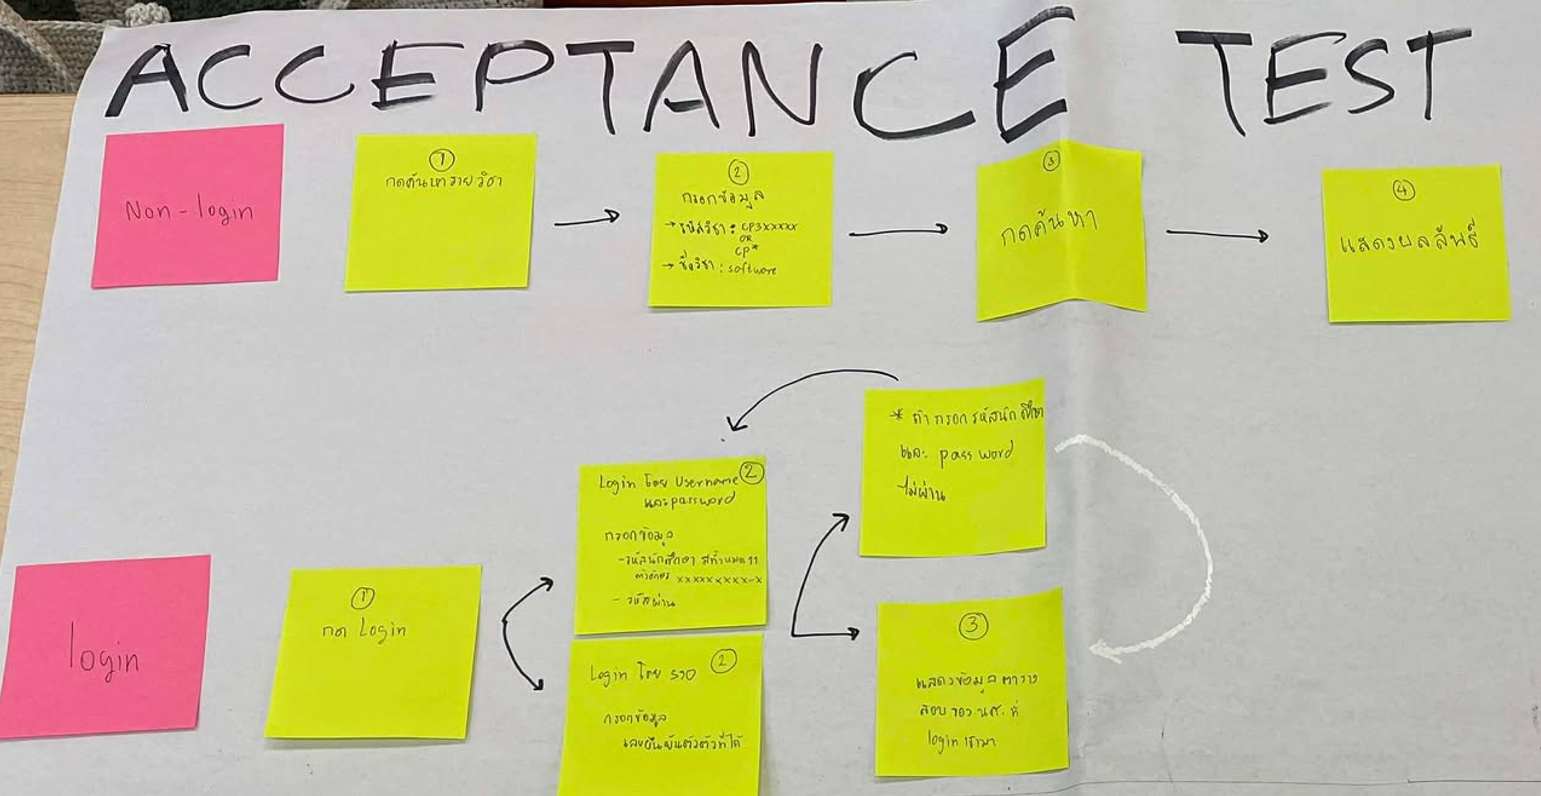 ACCEPTANCE TEST
Non-login
①
กดค้นหารายวิชา
②
กรอกข้อมูล
→ รหัสวิชา : CP3xxxxx
OR
CP*
→ ชื่อวิชา : software
③
กดค้นหา
④
แสดงผลลัพธ์
login
①
กด Login
Login โดย Username ②
และ password
กรอกข้อมูล
- รหัสนักศึกษา
ตัวอักษร xxxxxxxxx-x
- รหัสผ่าน
Login โดย SSO ②
กรอกข้อมูล
* ถ้า กรอก รหัสนักศึกษา
และ password
ไม่ผ่าน
③
แสดงข้อมูล ตาราง
สอบ ของ นศ. ที่
login เข้ามา